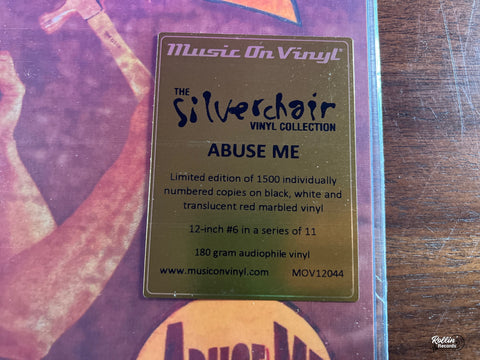 Music On Vinyl®
THE
silverchair
VINYL COLLECTION
ABUSE ME
Limited edition of 1500 individually
numbered copies on black, white and
translucent red marbled vinyl
12-inch #6 in a series of 11
180 gram audiophile vinyl
www.musiconvinyl.com MOV12044
ABUSE ME
Rollin'
Records